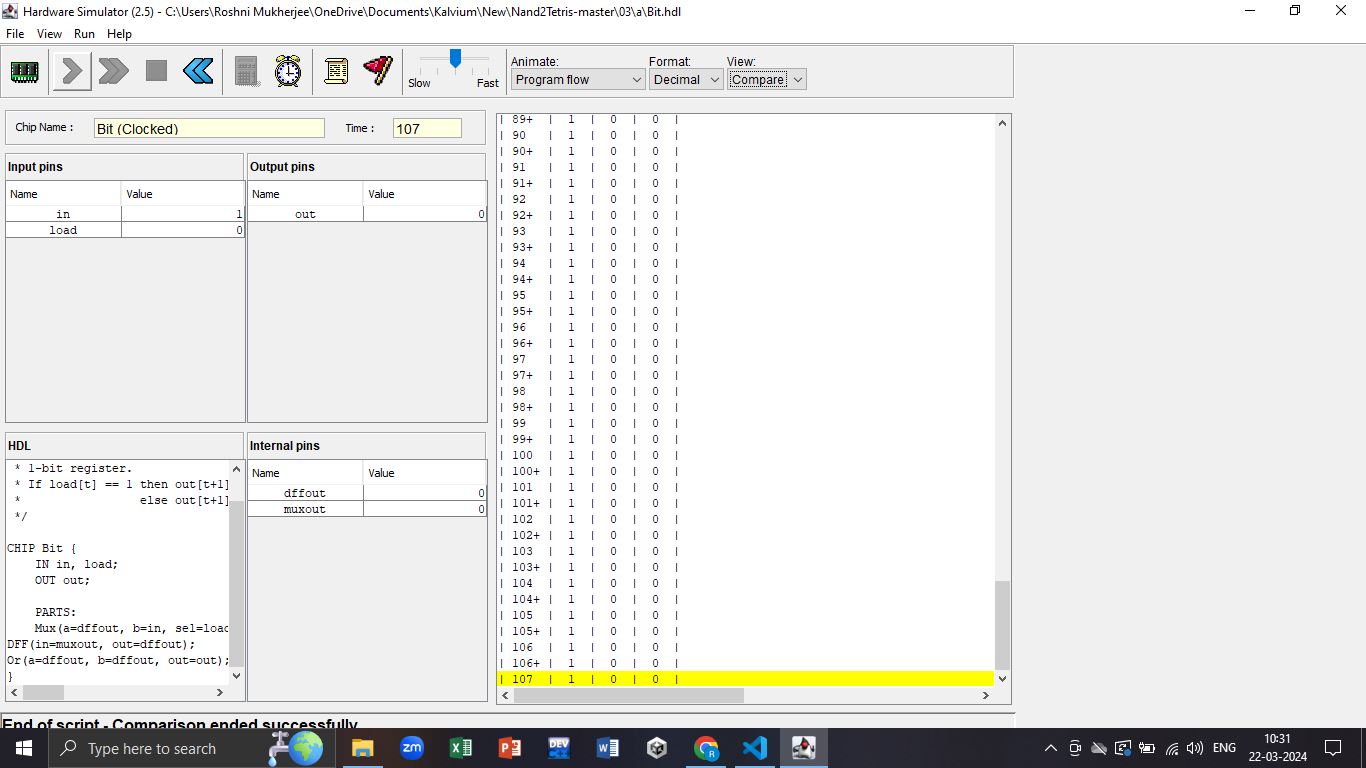 Hardware Simulator (2.5) - C:\Users\Roshni Mukherjee\OneDrive\Documents\Kalvium\New\Nand2Tetris-master\03\a\Bit.hdl
File View Run Help
Slow Fast
Animate: Format: View:
Program flow Decimal Compare
Chip Name : Bit (Clocked) Time : 107
Input pins
Name Value
in 1
load 0
Output pins
Name Value
out 0
HDL
* 1-bit register.
* If load[t] == 1 then out[t+1]
* else out[t+1]
*/
CHIP Bit {
IN in, load;
OUT out;
PARTS:
Mux(a=dffout, b=in, sel=load
DFF(in=muxout, out=dffout);
Or(a=dffout, b=dffout, out=out);
}
Internal pins
Name Value
dffout 0
muxout 0
| 89+ | 1 | 0 | 0 |
| 90 | 1 | 0 | 0 |
| 90+ | 1 | 0 | 0 |
| 91 | 1 | 0 | 0 |
| 91+ | 1 | 0 | 0 |
| 92 | 1 | 0 | 0 |
| 92+ | 1 | 0 | 0 |
| 93 | 1 | 0 | 0 |
| 93+ | 1 | 0 | 0 |
| 94 | 1 | 0 | 0 |
| 94+ | 1 | 0 | 0 |
| 95 | 1 | 0 | 0 |
| 95+ | 1 | 0 | 0 |
| 96 | 1 | 0 | 0 |
| 96+ | 1 | 0 | 0 |
| 97 | 1 | 0 | 0 |
| 97+ | 1 | 0 | 0 |
| 98 | 1 | 0 | 0 |
| 98+ | 1 | 0 | 0 |
| 99 | 1 | 0 | 0 |
| 99+ | 1 | 0 | 0 |
| 100 | 1 | 0 | 0 |
| 100+ | 1 | 0 | 0 |
| 101 | 1 | 0 | 0 |
| 101+ | 1 | 0 | 0 |
| 102 | 1 | 0 | 0 |
| 102+ | 1 | 0 | 0 |
| 103 | 1 | 0 | 0 |
| 103+ | 1 | 0 | 0 |
| 104 | 1 | 0 | 0 |
| 104+ | 1 | 0 | 0 |
| 105 | 1 | 0 | 0 |
| 105+ | 1 | 0 | 0 |
| 106 | 1 | 0 | 0 |
| 106+ | 1 | 0 | 0 |
| 107 | 1 | 0 | 0 |
End of script - Comparison ended successfully
Type here to search
zm
DEV
ENG
10:31
22-03-2024